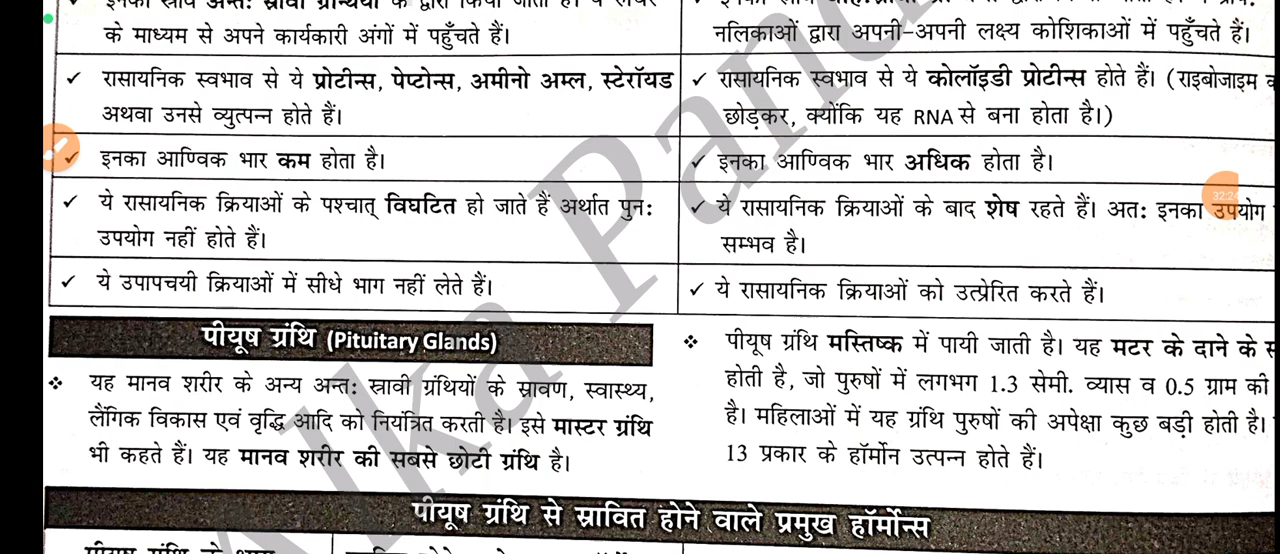 के माध्यम से अपने कार्यकारी अंगों में पहुँचते हैं।
नलिकाओं द्वारा अपनी-अपनी लक्ष्य कोशिकाओं में पहुँचते हैं।
✓ रासायनिक स्वभाव से ये प्रोटीन्स, पेप्टोन्स, अमीनो अम्ल, स्टेरॉयड
अथवा उनसे व्युत्पन्न होते हैं।
✓ रासायनिक स्वभाव से ये कोलॉइडी प्रोटीन्स होते हैं। (राइबोजाइम
छोड़कर, क्योंकि यह RNA से बना होता है।)
✓ इनका आण्विक भार कम होता है।
✓ इनका आण्विक भार अधिक होता है।
✓ ये रासायनिक क्रियाओं के पश्चात् विघटित हो जाते हैं अर्थात पुन:
उपयोग नहीं होते हैं।
✓ ये रासायनिक क्रियाओं के बाद शेष रहते हैं। अत: इनका उपयोग
सम्भव है।
✓ ये उपापचयी क्रियाओं में सीधे भाग नहीं लेते हैं।
✓ ये रासायनिक क्रियाओं को उत्प्रेरित करते हैं।
पीयूष ग्रंथि (Pituitary Glands)
❖ यह मानव शरीर के अन्य अन्त: स्रावी ग्रंथियों के स्रावण, स्वास्थ्य,
लैंगिक विकास एवं वृद्धि आदि को नियंत्रित करती है। इसे मास्टर ग्रंथि
भी कहते हैं। यह मानव शरीर की सबसे छोटी ग्रंथि है।
❖ पीयूष ग्रंथि मस्तिष्क में पायी जाती है। यह मटर के दाने के
होती है, जो पुरुषों में लगभग 1.3 सेमी. व्यास व 0.5 ग्राम की
है। महिलाओं में यह ग्रंथि पुरुषों की अपेक्षा कुछ बड़ी होती है।
13 प्रकार के हॉर्मोन उत्पन्न होते हैं।
पीयूष ग्रंथि से स्रावित होने वाले प्रमुख हॉर्मोन्स
Alka Pand